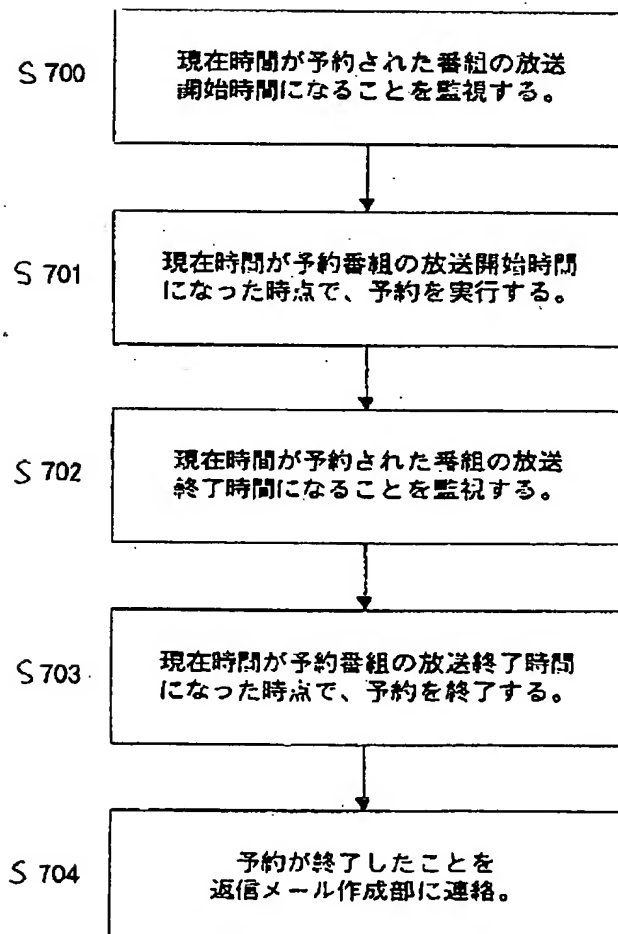 S 700
現在時間が予約された番組の放送
開始時間になることを監視する。
S 701
現在時間が予約番組の放送開始時間
になった時点で、予約を実行する。
S 702
現在時間が予約された番組の放送
終了時間になることを監視する。
S 703
現在時間が予約番組の放送終了時間
になった時点で、予約を終了する。
S 704
予約が終了したことを
返信メール作成部に連絡。